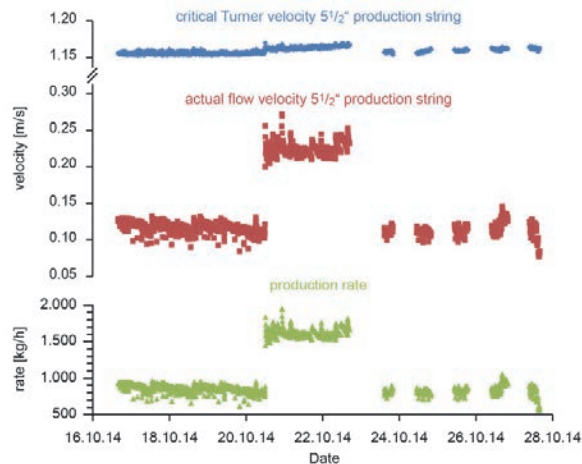 1.20
critical Turner velocity 5¹/²“ production string
1.15
0.30
actual flow velocity 5¹/²“ production string
0.25
velocity [m/s]
0.20
0.15
0.10
0.05
production rate
2.000
rate [kg/h]
1.500
1.000
500
16.10.14 18.10.14 20.10.14 22.10.14 24.10.14 26.10.14 28.10.14
Date